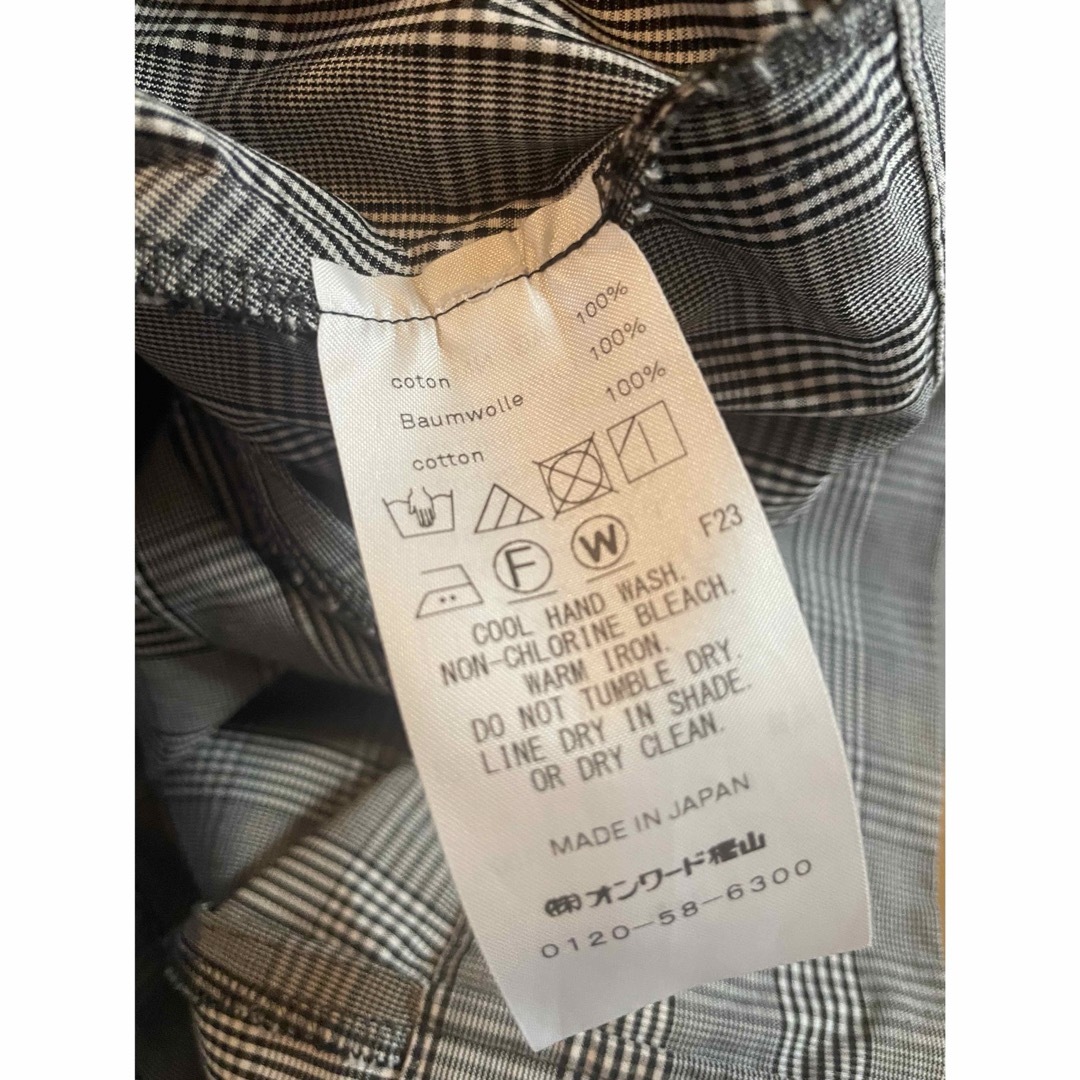 coton 100%
Baumwolle 100%
cotton 100%
F W F23
COOL HAND WASH.
NON-CHLORINE BLEACH.
WARM IRON.
DO NOT TUMBLE DRY.
LINE DRY IN SHADE.
OR DRY CLEAN.
MADE IN JAPAN
㈱オンワード樫山
0120-58-6300